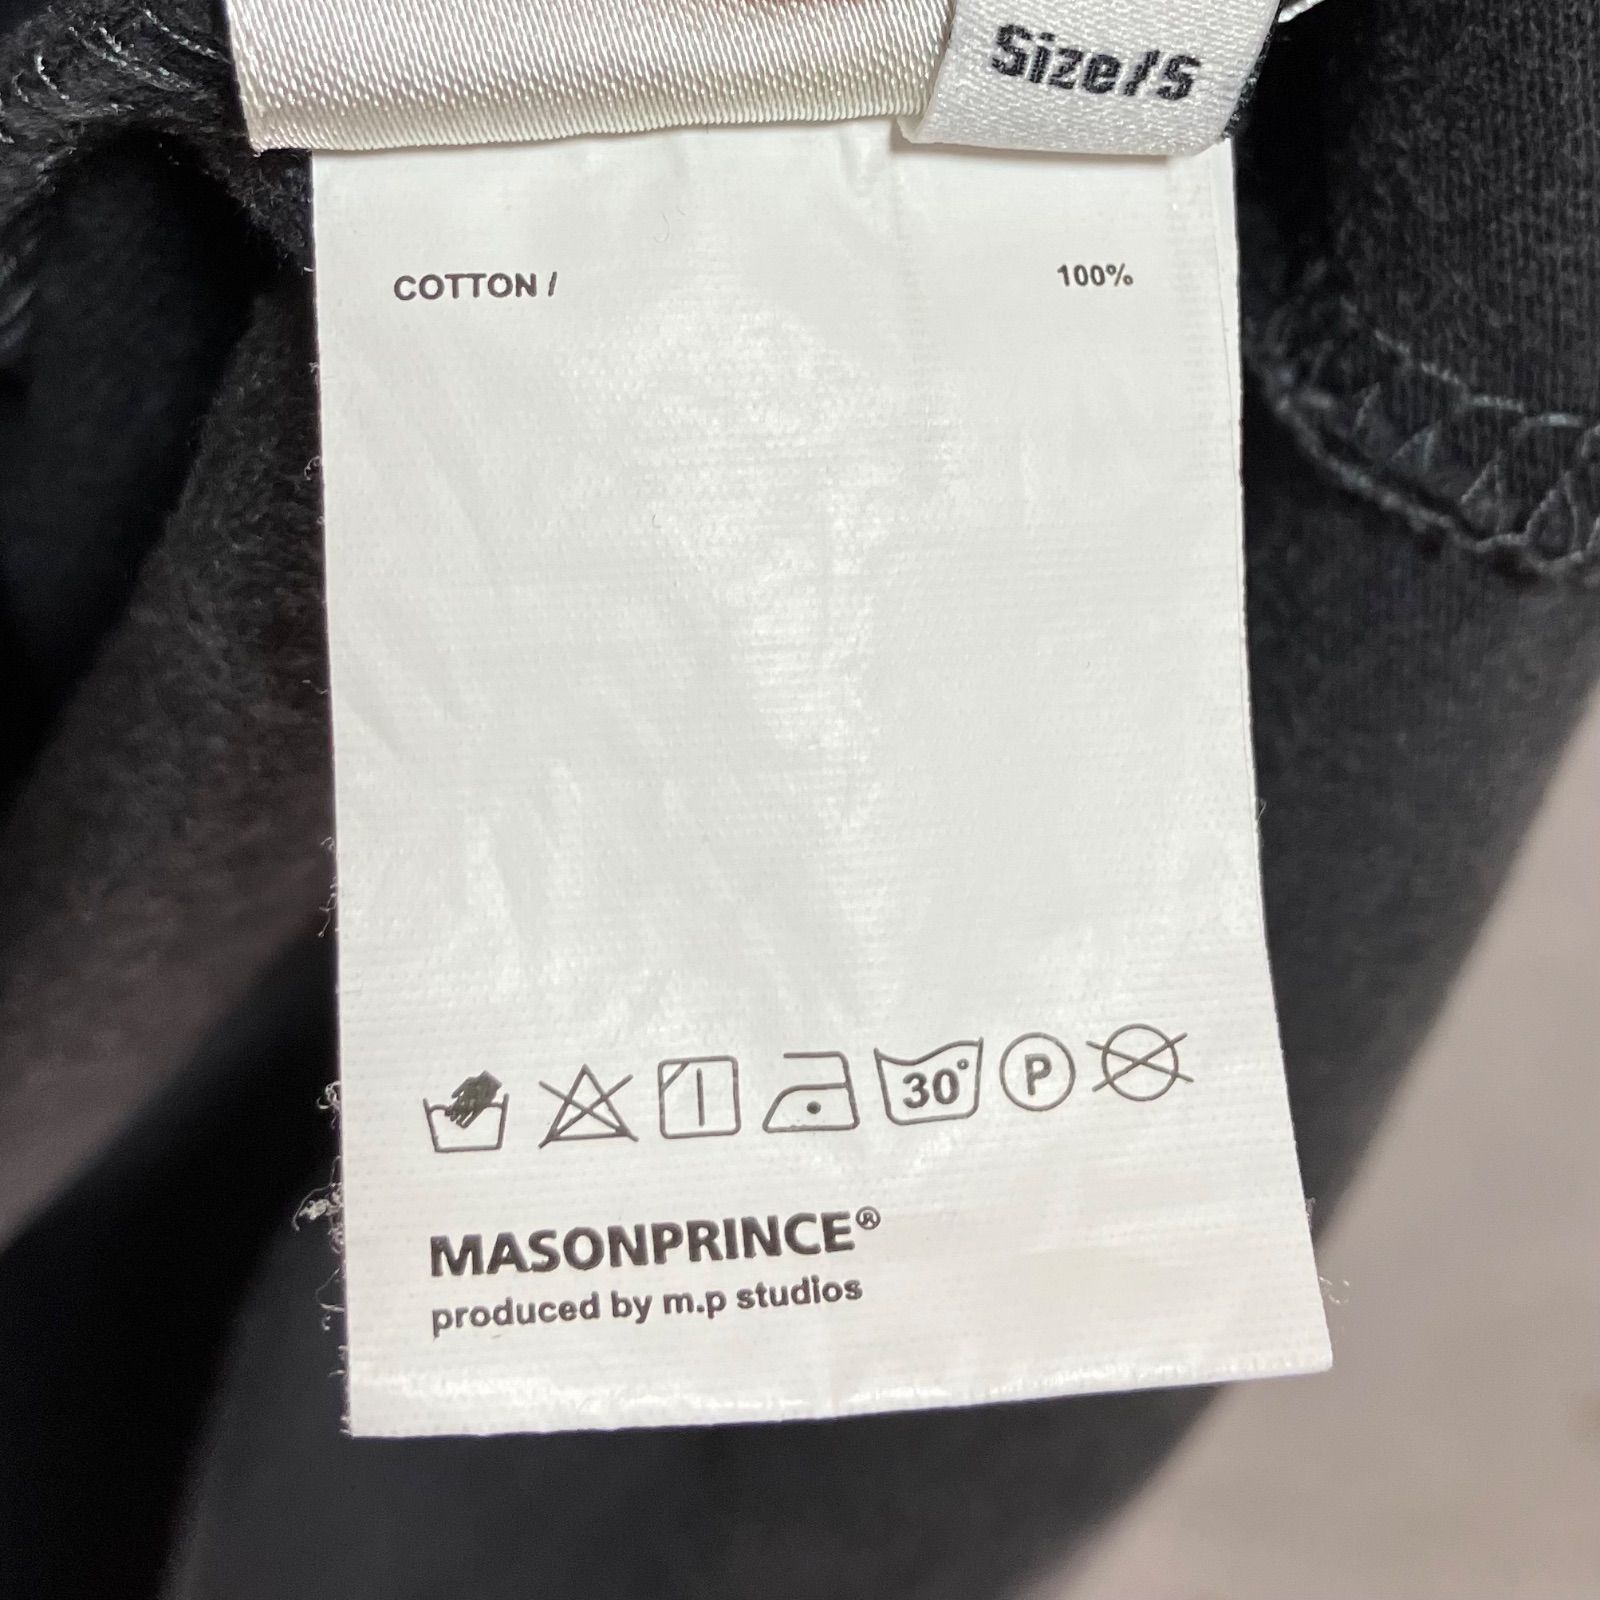 Size/S
COTTON / 100%
30° P
MASONPRINCE®
produced by m.p studios